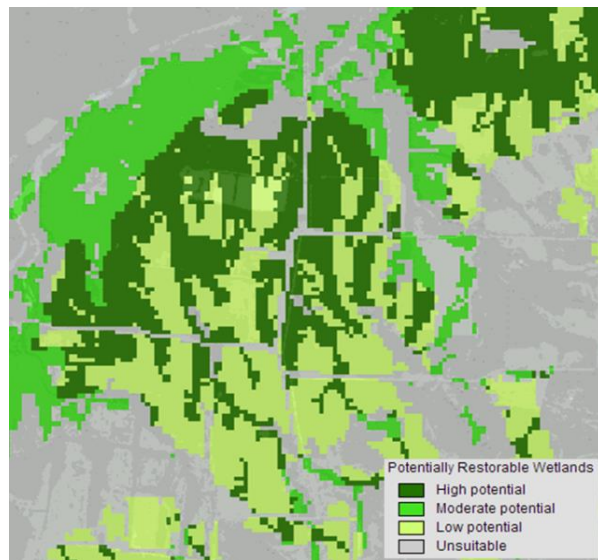 Potentially Restorable Wetlands
High potential
Moderate potential
Low potential
Unsuitable